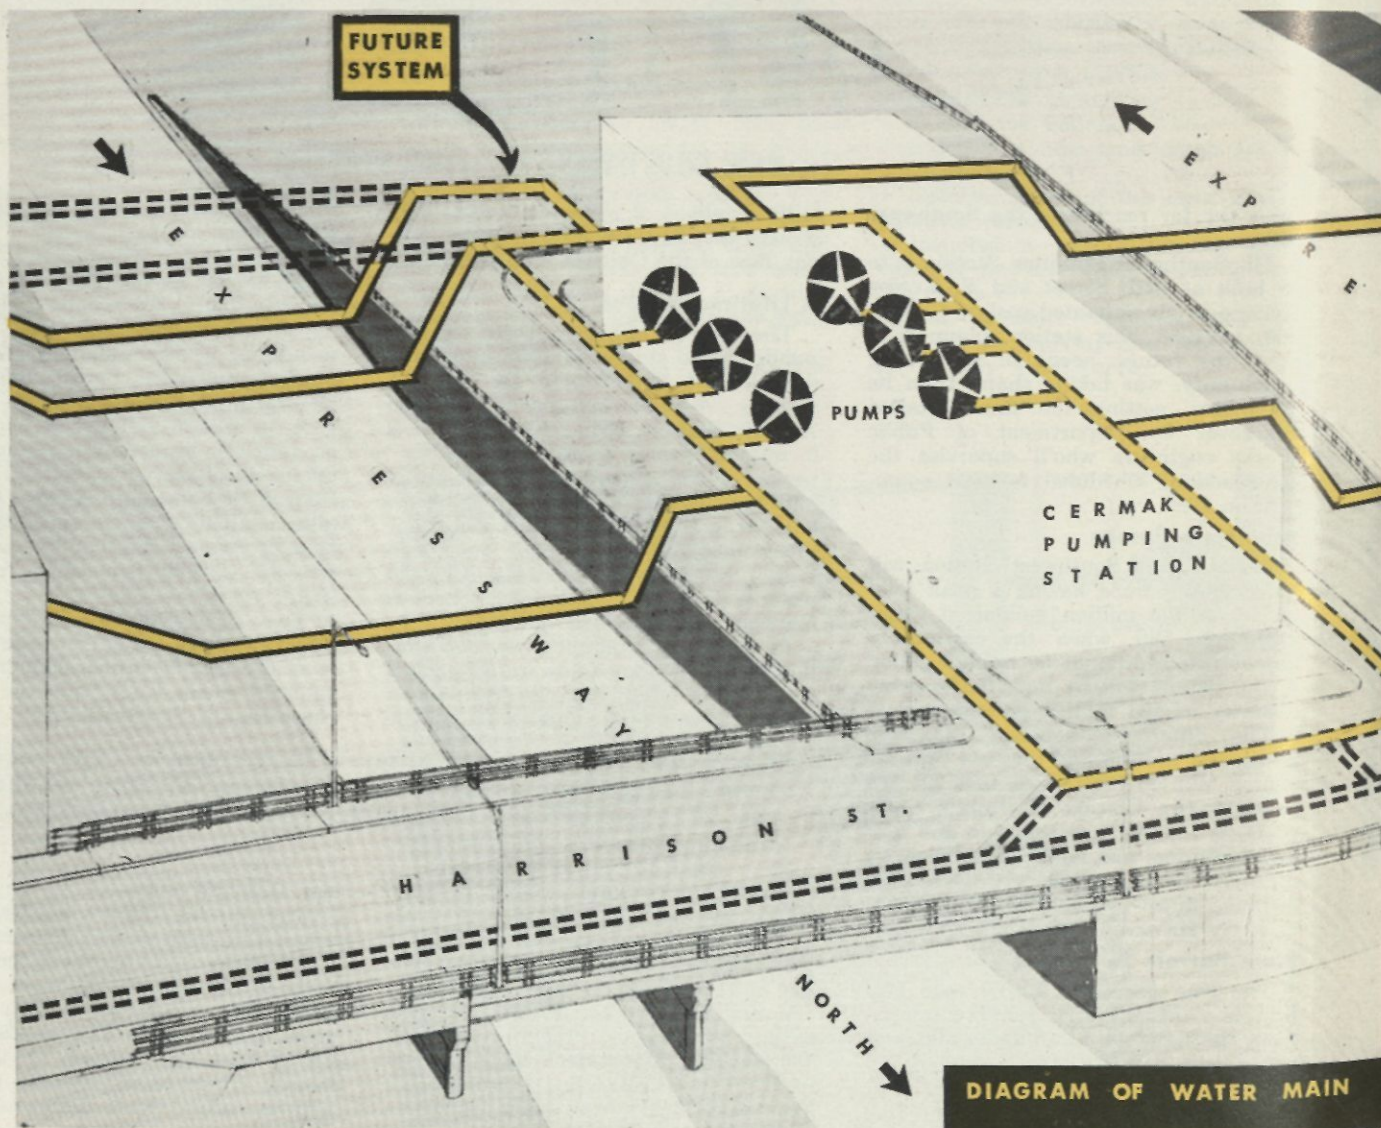 FUTURE
SYSTEM
EXPRE
EXPRESSWAY
PUMPS
CERMAK
PUMPING
STATION
HARRISON ST.
NORTH
DIAGRAM OF WATER MAIN